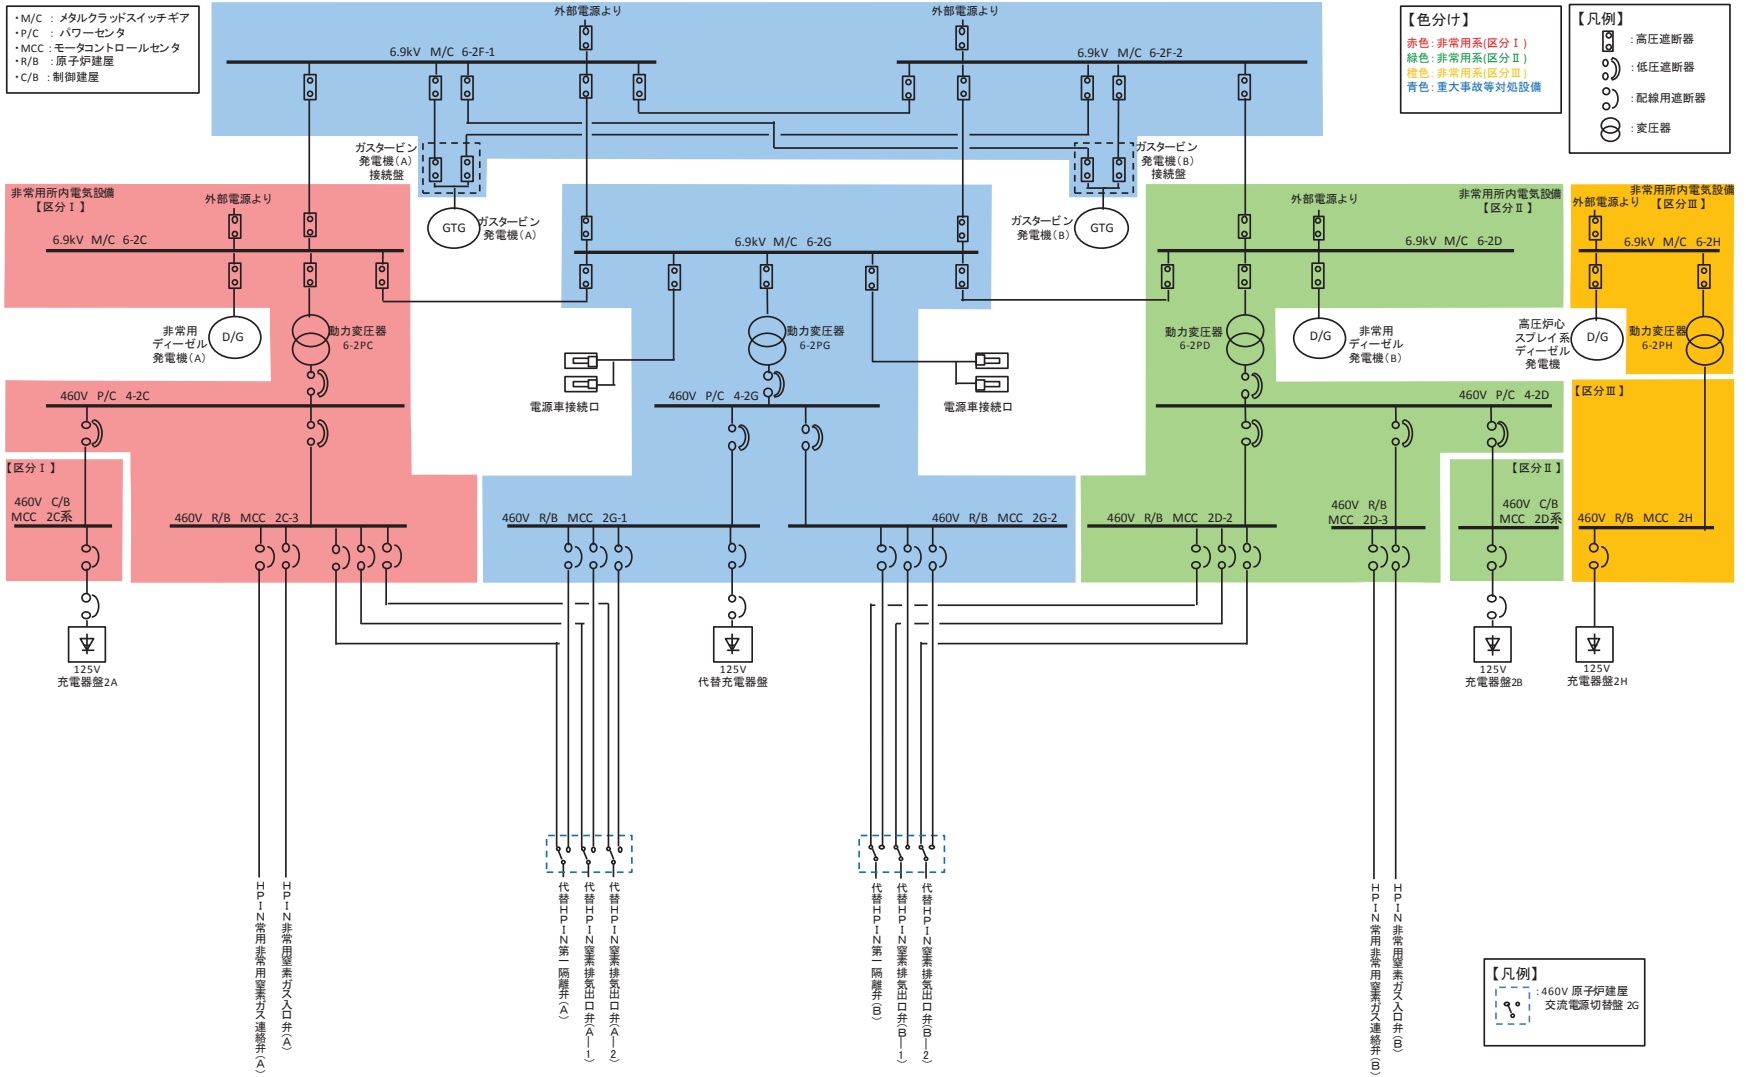 ・M/C ： メタルクラッドスイッチギア
・P/C ： パワーセンタ
・MCC ：モータコントロールセンタ
・R/B ：原子炉建屋
・C/B ：制御建屋
外部電源より
外部電源より
6.9kV M/C 6-2F-1
6.9kV M/C 6-2F-2
【色分け】
赤色：非常用系(区分Ⅰ)
緑色：非常用系(区分Ⅱ)
橙色：非常用系(区分Ⅲ)
青色：重大事故等対処設備
【凡例】
：高圧遮断器
：低圧遮断器
：配線用遮断器
：変圧器
ガスタービン
発電機(A)
接続盤
ガスタービン
発電機(B)
接続盤
GTG
ガスタービン
発電機(A)
ガスタービン
発電機(B)
GTG
非常用所内電気設備
【区分Ⅰ】
外部電源より
6.9kV M/C 6-2C
6.9kV M/C 6-2G
外部電源より
非常用所内電気設備
【区分Ⅱ】
6.9kV M/C 6-2D
非常用所内電気設備
外部電源より
【区分Ⅲ】
6.9kV M/C 6-2H
非常用
ディーゼル
発電機(A)
D/G
動力変圧器
6-2PC
動力変圧器
6-2PG
動力変圧器
6-2PD
D/G
非常用
ディーゼル
発電機(B)
高圧炉心
スプレイ系
ディーゼル
発電機
D/G
動力変圧器
6-2PH
電源車接続口
電源車接続口
460V P/C 4-2C
460V P/C 4-2G
460V P/C 4-2D
【区分Ⅲ】
【区分Ⅰ】
【区分Ⅱ】
460V C/B
MCC 2C系
460V R/B MCC 2C-3
460V R/B MCC 2G-1
460V R/B MCC 2G-2
460V R/B MCC 2D-2
460V R/B
MCC 2D-3
460V C/B
MCC 2D系
460V R/B MCC 2H
125V
充電器盤2A
125V
代替充電器盤
125V
充電器盤2B
125V
充電器盤2H
HPIN常用非常用窒素ガス連絡弁(A)
HPIN非常用窒素ガス入口弁(A)
代替HPIN第一隔離弁(A)
代替HPIN窒素排気出口弁(A―1)
代替HPIN窒素排気出口弁(A―2)
代替HPIN第一隔離弁(B)
代替HPIN窒素排気出口弁(B―1)
代替HPIN窒素排気出口弁(B―2)
HPIN常用非常用窒素ガス連絡弁(B)
HPIN非常用窒素ガス入口弁(B)
【凡例】
：460V 原子炉建屋
交流電源切替盤 2G